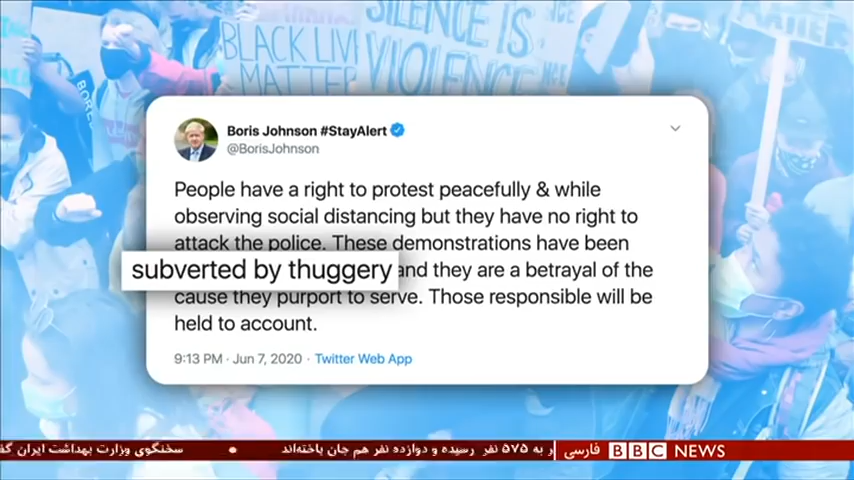 BLACK LIV
MATTER
SILENCE IS
VIOLENCE
Boris Johnson #StayAlert
@BorisJohnson
People have a right to protest peacefully & while
observing social distancing but they have no right to
attack the police. These demonstrations have been
subverted by thuggery and they are a betrayal of the
cause they purport to serve. Those responsible will be
held to account.
9:13 PM · Jun 7, 2020 · Twitter Web App
ر به ۵۷۵ نفر رسیده و دوازده نفر هم جان باخته‌اند • سخنگوی وزارت بهداشت ایران گف
فارسی BBC NEWS